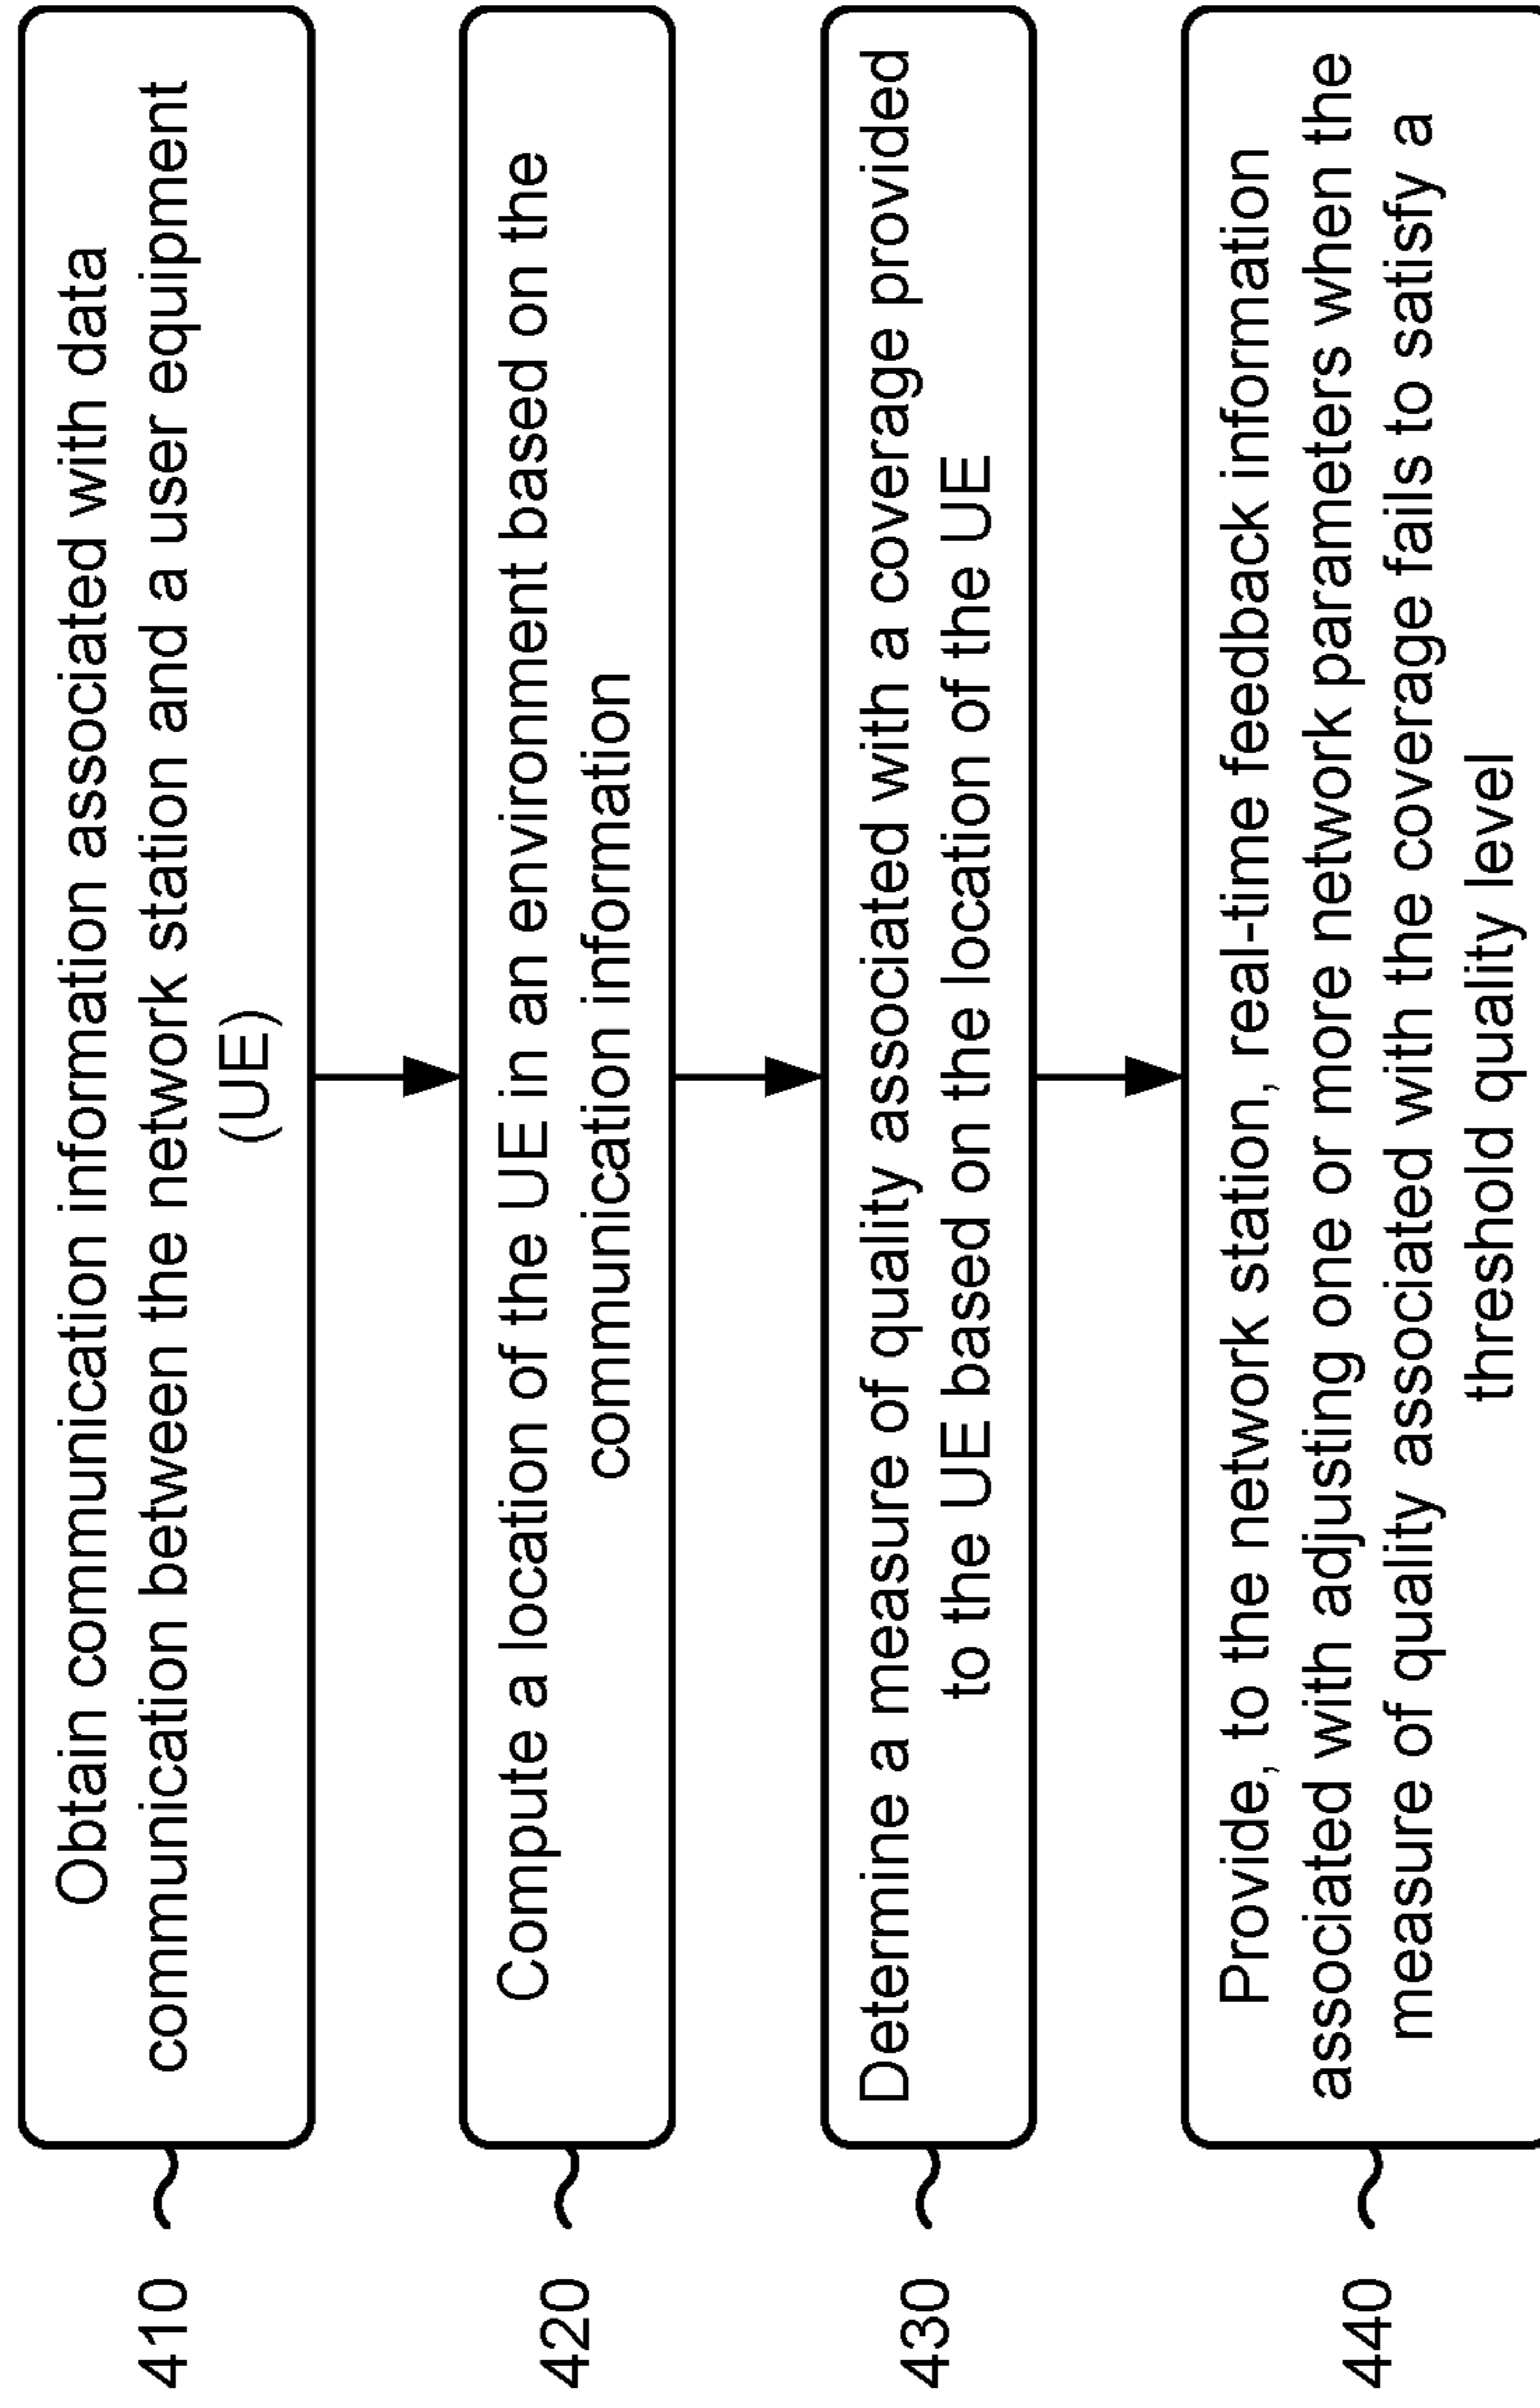 410
Obtain communication information associated with data
communication between the network station and a user equipment
(UE)
420
Compute a location of the UE in an environment based on the
communication information
430
Determine a measure of quality associated with a coverage provided
to the UE based on the location of the UE
440
Provide, to the network station, real-time feedback information
associated with adjusting one or more network parameters when the
measure of quality associated with the coverage fails to satisfy a
threshold quality level